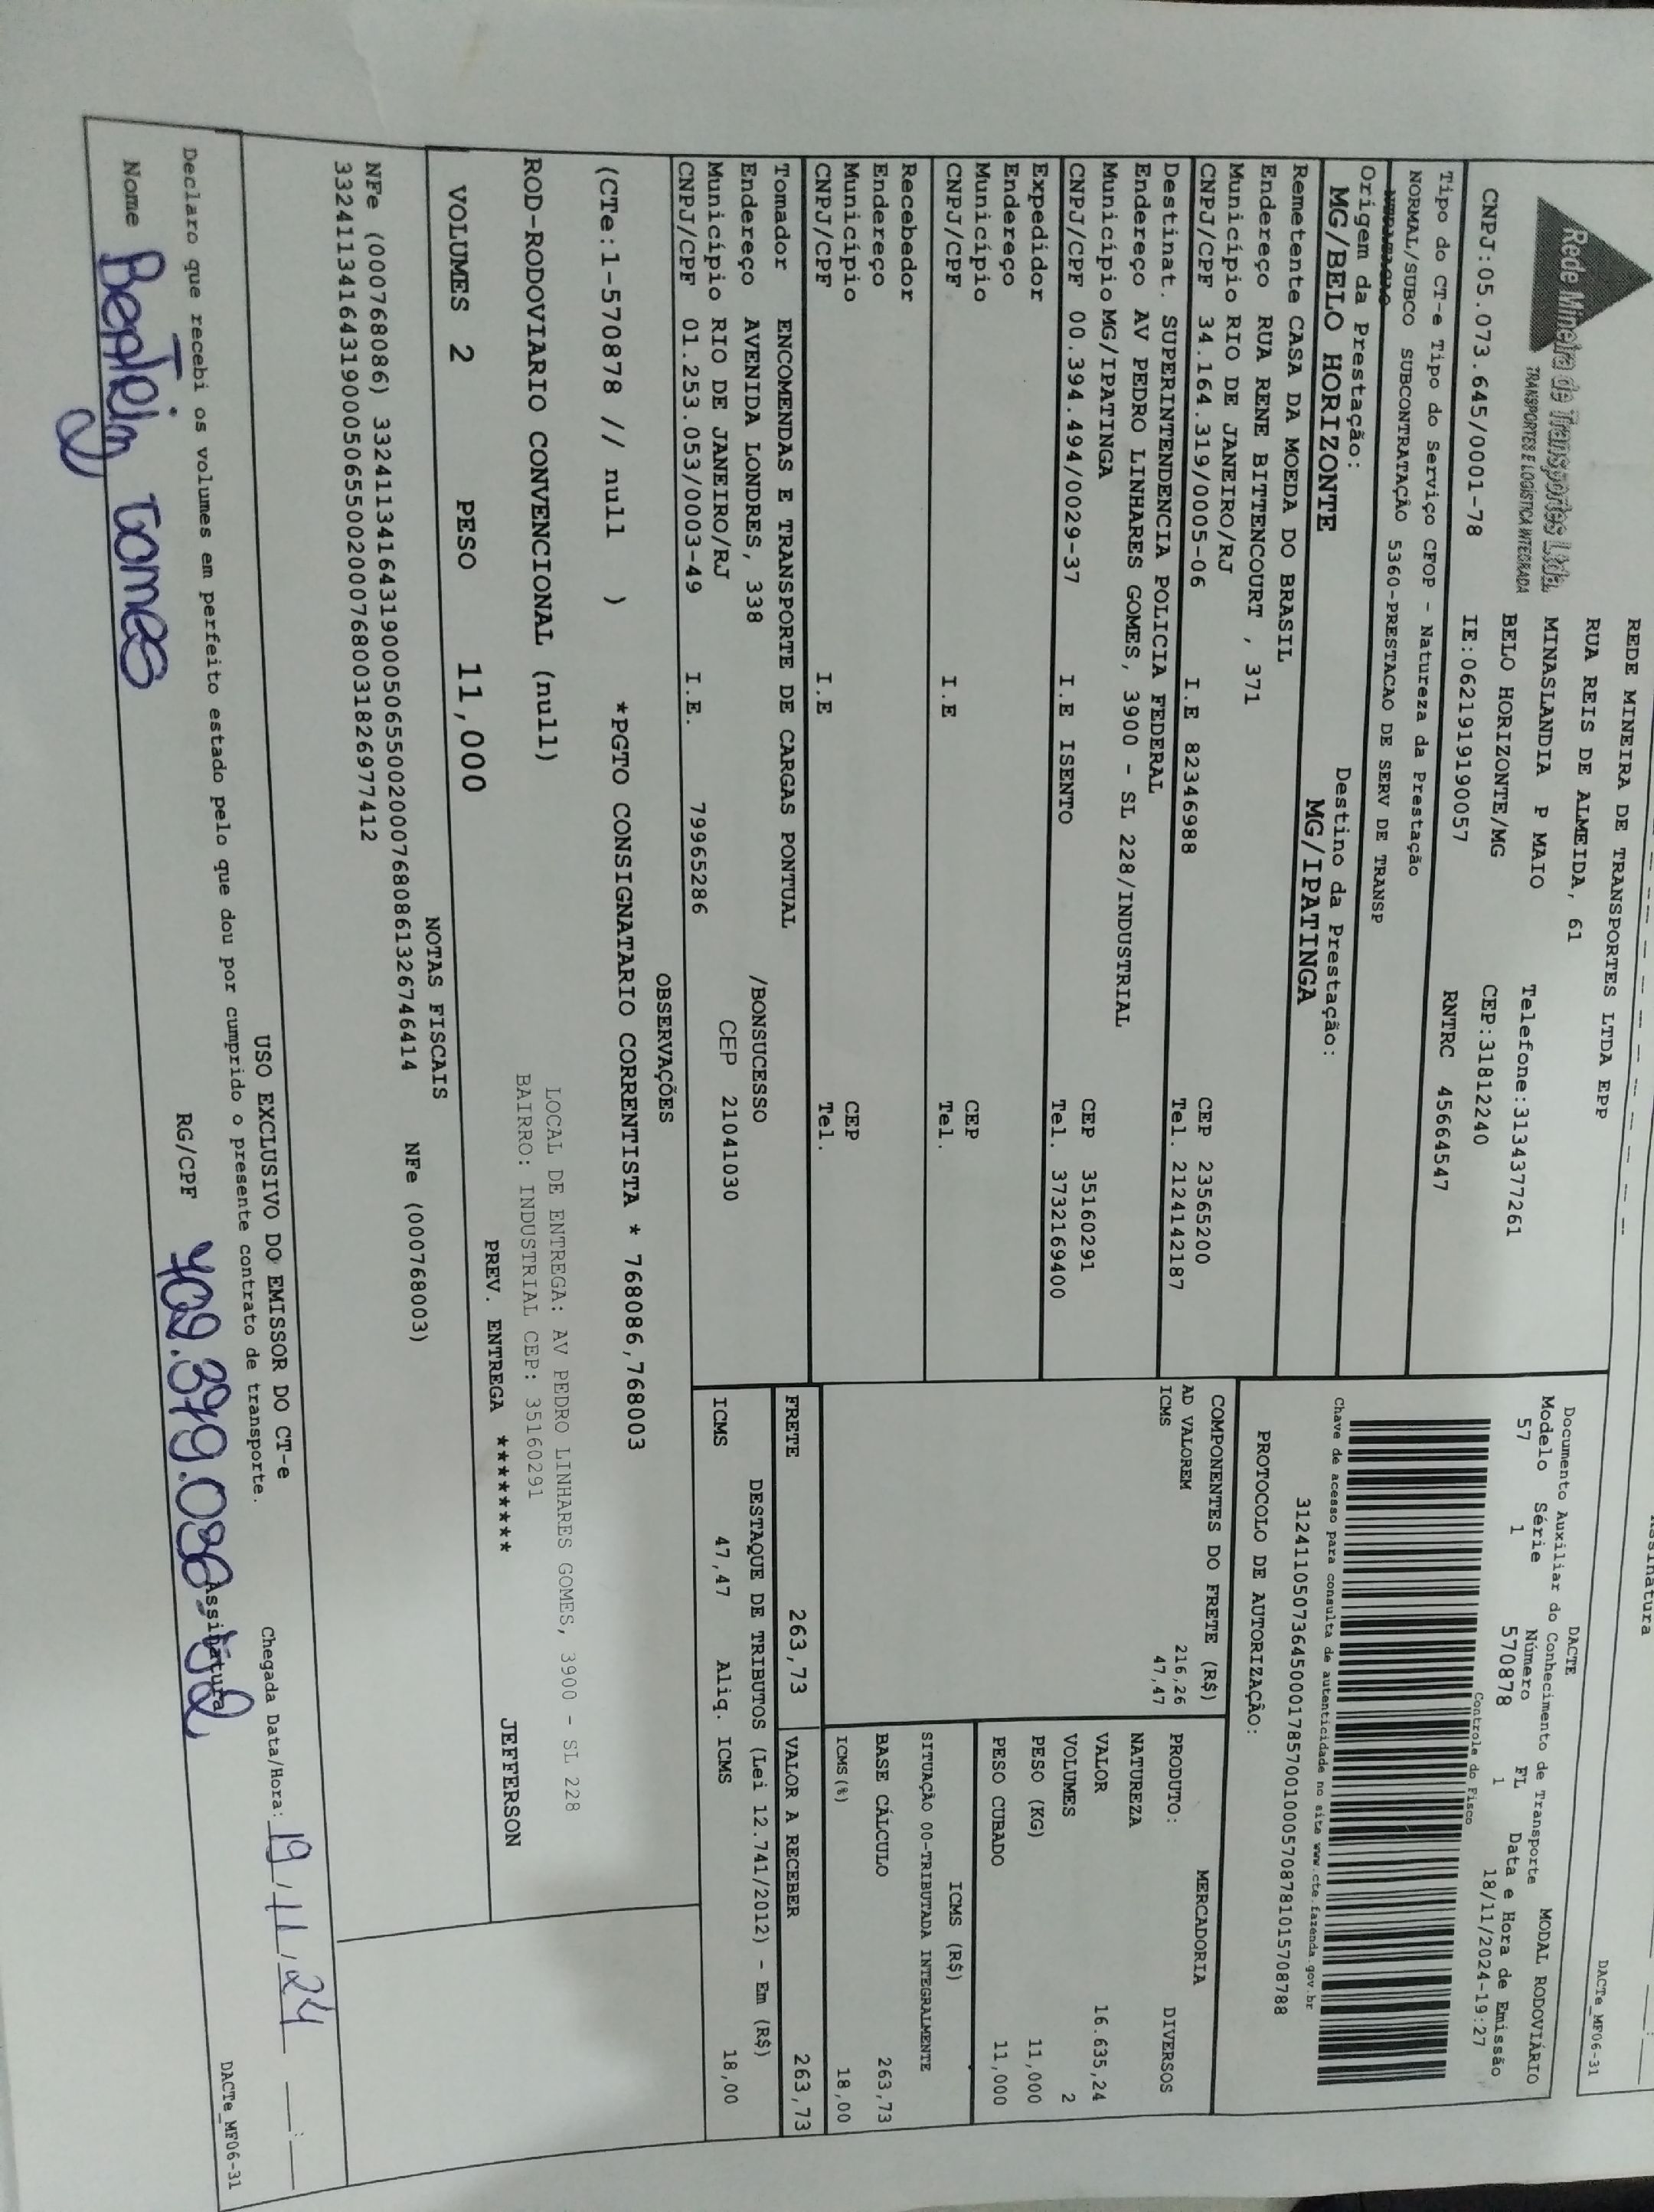 Assinatura
DACTe_MF06-31
Rede Mineira de Transportes Ltda.
TRANSPORTES E LOGÍSTICA INTEGRADA
REDE MINEIRA DE TRANSPORTES LTDA EPP
RUA REIS DE ALMEIDA, 61
MINASLANDIA P MAIO Telefone:3134377261
BELO HORIZONTE/MG CEP:31812240
CNPJ:05.073.645/0001-78 IE:0621919190057 RNTRC 45664547
DACTE
Documento Auxiliar do Conhecimento de Transporte MODAL RODOVIÁRIO
Modelo Série Número FL Data e Hora de Emissão
57 1 570878 1 18/11/2024-19:27
Controle do Fisco
Chave de acesso para consulta de autenticidade no site www.cte.fazenda.gov.br
31241105073645000178570010005708781015708788
PROTOCOLO DE AUTORIZAÇÃO:
Tipo do CT-e Tipo do Serviço CFOP - Natureza da Prestação
NORMAL/SUBCO SUBCONTRATAÇÃO 5360-PRESTACAO DE SERV DE TRANSP
Origem da Prestação: Destino da Prestação:
MG/BELO HORIZONTE MG/IPATINGA
Remetente CASA DA MOEDA DO BRASIL
Endereço RUA RENE BITTENCOURT , 371
Município RIO DE JANEIRO/RJ CEP 23565200
CNPJ/CPF 34.164.319/0005-06 I.E 82346988 Tel. 2124142187
Destinat. SUPERINTENDENCIA POLICIA FEDERAL
Endereço AV PEDRO LINHARES GOMES, 3900 - SL 228/INDUSTRIAL
Município MG/IPATINGA CEP 35160291
CNPJ/CPF 00.394.494/0029-37 I.E ISENTO Tel. 3732169400
Expedidor
Endereço
Município CEP
CNPJ/CPF I.E Tel.
Recebedor
Endereço
Município CEP
CNPJ/CPF I.E Tel.
Tomador ENCOMENDAS E TRANSPORTE DE CARGAS PONTUAL
Endereço AVENIDA LONDRES, 338 /BONSUCESSO
Município RIO DE JANEIRO/RJ CEP 21041030
CNPJ/CPF 01.253.053/0003-49 I.E. 79965286
COMPONENTES DO FRETE (R$)
AD VALOREM 216,26
ICMS 47,47
MERCADORIA
PRODUTO: DIVERSOS
NATUREZA
VALOR 16.635,24
VOLUMES 2
PESO (KG) 11,000
PESO CUBADO 11,000
ICMS (R$)
SITUAÇÃO 00-TRIBUTADA INTEGRALMENTE
BASE CÁLCULO 263,73
ICMS (%) 18,00
FRETE 263,73 VALOR A RECEBER 263,73
DESTAQUE DE TRIBUTOS (Lei 12.741/2012) - Em (R$)
ICMS 47,47 Aliq. ICMS 18,00
OBSERVAÇÕES
(CTe:1-570878 // null ) *PGTO CONSIGNATARIO CORRENTISTA * 768086,768003
LOCAL DE ENTREGA: AV PEDRO LINHARES GOMES, 3900 - SL 228
BAIRRO: INDUSTRIAL CEP: 35160291
ROD-RODOVIARIO CONVENCIONAL (null)
JEFFERSON
VOLUMES 2 PESO 11,000 PREV. ENTREGA ********
NOTAS FISCAIS
NFe (000768086) 33241134164319000506550020007680861326746414 NFe (000768003)
33241134164319000506550020007680031826977412
USO EXCLUSIVO DO EMISSOR DO CT-e
Declaro que recebi os volumes em perfeito estado pelo que dou por cumprido o presente contrato de transporte.
Chegada Data/Hora: 19/11/24 __:__
Nome RG/CPF Assinatura
DACTe_MF06-31